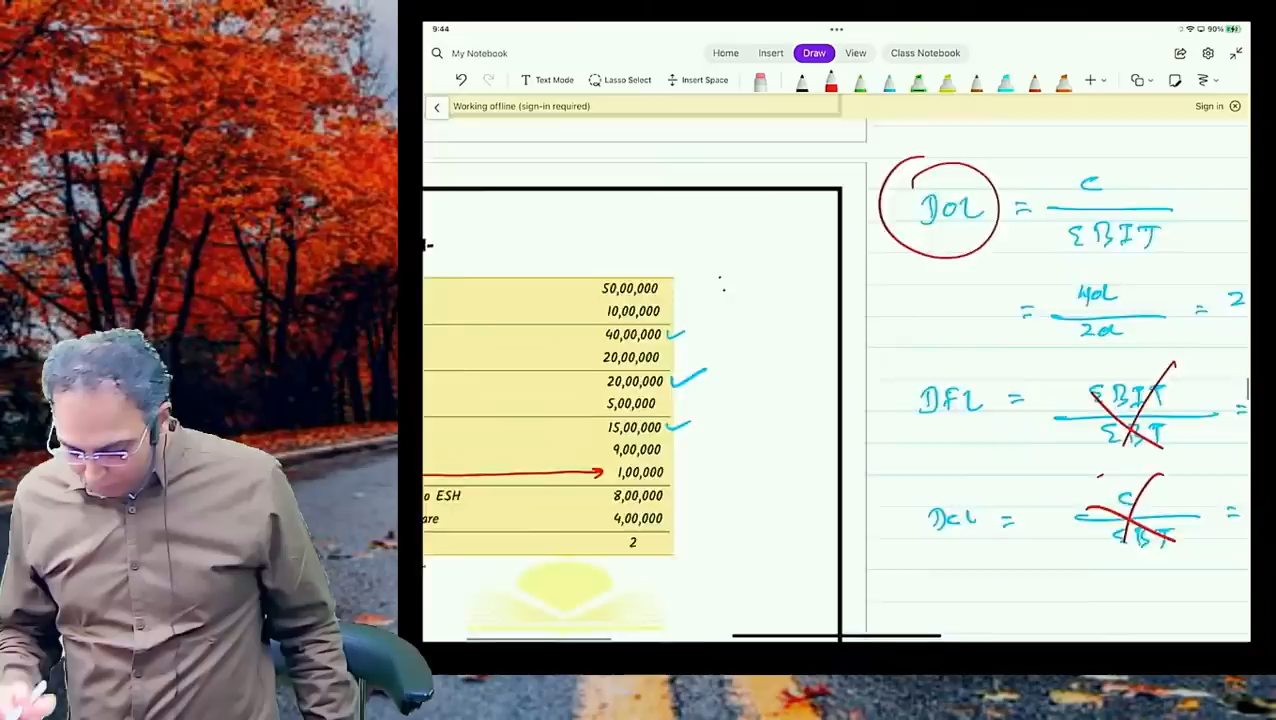 9:44
90%
My Notebook
Home Insert Draw View Class Notebook
Text Mode Lasso Select Insert Space
Working offline (sign-in required)
Sign in
50,00,000
10,00,000
40,00,000
20,00,000
20,00,000
5,00,000
15,00,000
9,00,000
1,00,000
o ESH 8,00,000
are 4,00,000
2
DOL = C
EBIT
= 40
20 = 2
DFL = EBIT
EBT =
DCL = C
EBT =